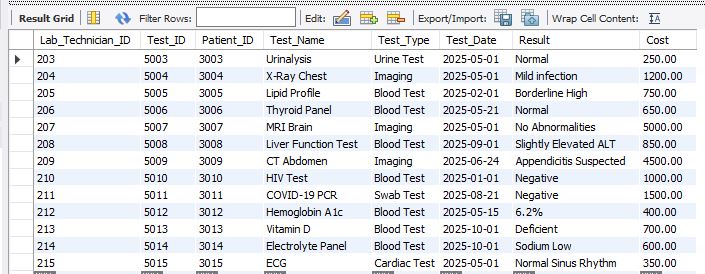 Result Grid Filter Rows: Edit: Export/Import: Wrap Cell Content:
Lab_Technician_ID Test_ID Patient_ID Test_Name Test_Type Test_Date Result Cost
203 5003 3003 Urinalysis Urine Test 2025-05-01 Normal 250.00
204 5004 3004 X-Ray Chest Imaging 2025-05-01 Mild infection 1200.00
205 5005 3005 Lipid Profile Blood Test 2025-02-01 Borderline High 750.00
206 5006 3006 Thyroid Panel Blood Test 2025-05-21 Normal 650.00
207 5007 3007 MRI Brain Imaging 2025-05-01 No Abnormalities 5000.00
208 5008 3008 Liver Function Test Blood Test 2025-09-01 Slightly Elevated ALT 850.00
209 5009 3009 CT Abdomen Imaging 2025-06-24 Appendicitis Suspected 4500.00
210 5010 3010 HIV Test Blood Test 2025-01-01 Negative 1000.00
211 5011 3011 COVID-19 PCR Swab Test 2025-08-21 Negative 1500.00
212 5012 3012 Hemoglobin A1c Blood Test 2025-05-15 6.2% 400.00
213 5013 3013 Vitamin D Blood Test 2025-10-01 Deficient 700.00
214 5014 3014 Electrolyte Panel Blood Test 2025-10-01 Sodium Low 600.00
215 5015 3015 ECG Cardiac Test 2025-05-01 Normal Sinus Rhythm 350.00